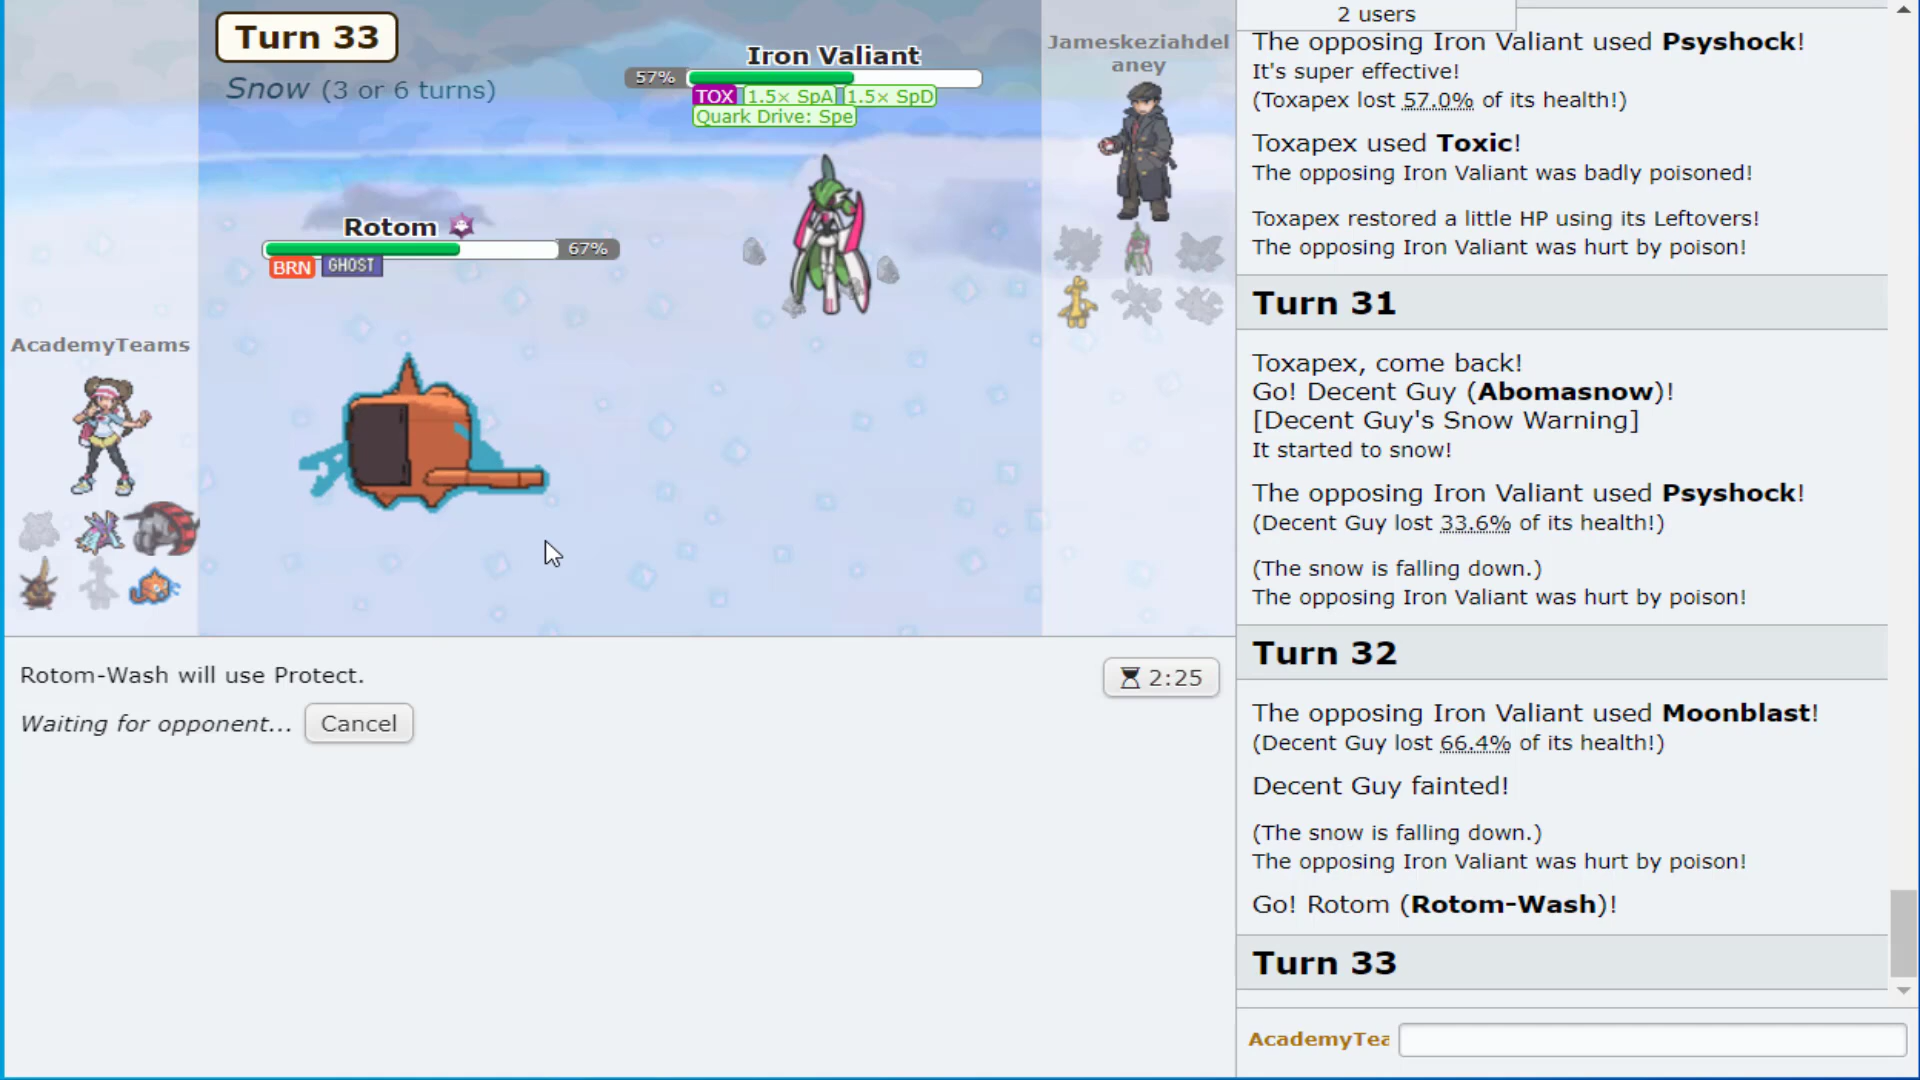 Turn 33
Snow (3 or 6 turns)
Iron Valiant
57%
TOX 1.5× SpA 1.5× SpD
Quark Drive: Spe
Rotom
67%
BRN GHOST
AcademyTeams
Jameskeziahdel
aney
Rotom-Wash will use Protect.
2:25
Waiting for opponent... Cancel
2 users
The opposing Iron Valiant used Psyshock!
It's super effective!
(Toxapex lost 57.0% of its health!)
Toxapex used Toxic!
The opposing Iron Valiant was badly poisoned!
Toxapex restored a little HP using its Leftovers!
The opposing Iron Valiant was hurt by poison!
Turn 31
Toxapex, come back!
Go! Decent Guy (Abomasnow)!
[Decent Guy's Snow Warning]
It started to snow!
The opposing Iron Valiant used Psyshock!
(Decent Guy lost 33.6% of its health!)
(The snow is falling down.)
The opposing Iron Valiant was hurt by poison!
Turn 32
The opposing Iron Valiant used Moonblast!
(Decent Guy lost 66.4% of its health!)
Decent Guy fainted!
(The snow is falling down.)
The opposing Iron Valiant was hurt by poison!
Go! Rotom (Rotom-Wash)!
Turn 33
AcademyTea